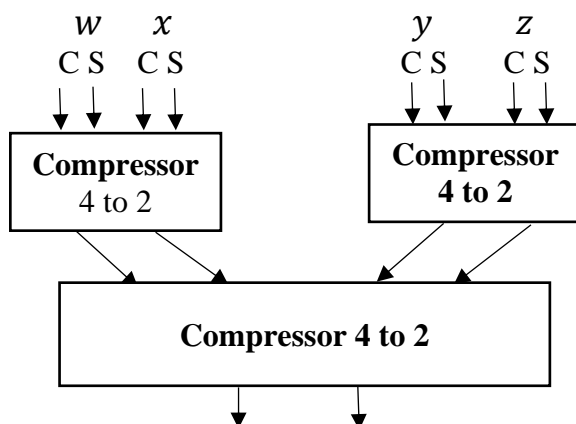 w x y z
C S C S C S C S
Compressor
4 to 2
Compressor
4 to 2
Compressor 4 to 2